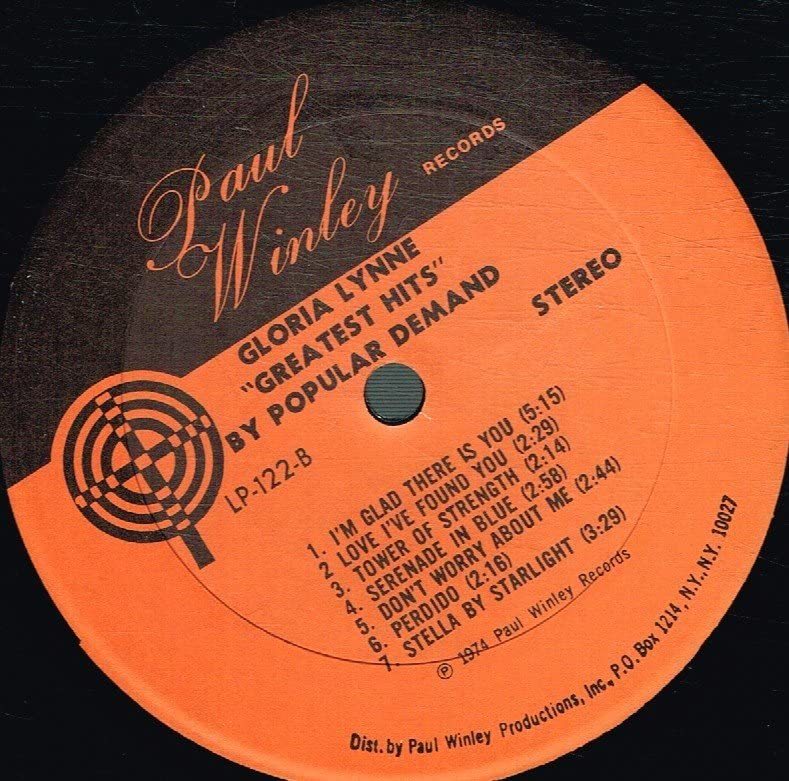 Paul
Winley RECORDS
GLORIA LYNNE
"GREATEST HITS"
BY POPULAR DEMAND
STEREO
LP-122-B
1. I'M GLAD THERE IS YOU (5:15)
2 LOVE I'VE FOUND YOU (2:29)
3. TOWER OF STRENGTH (2:14)
4. SERENADE IN BLUE (2:58)
5. DON'T WORRY ABOUT ME (2:44)
6. PERDIDO (2:16)
7. STELLA BY STARLIGHT (3:29)
℗ 1974 Paul Winley Records
Dist. by Paul Winley Productions, Inc., P.O. Box 1214, N.Y., N.Y. 10027